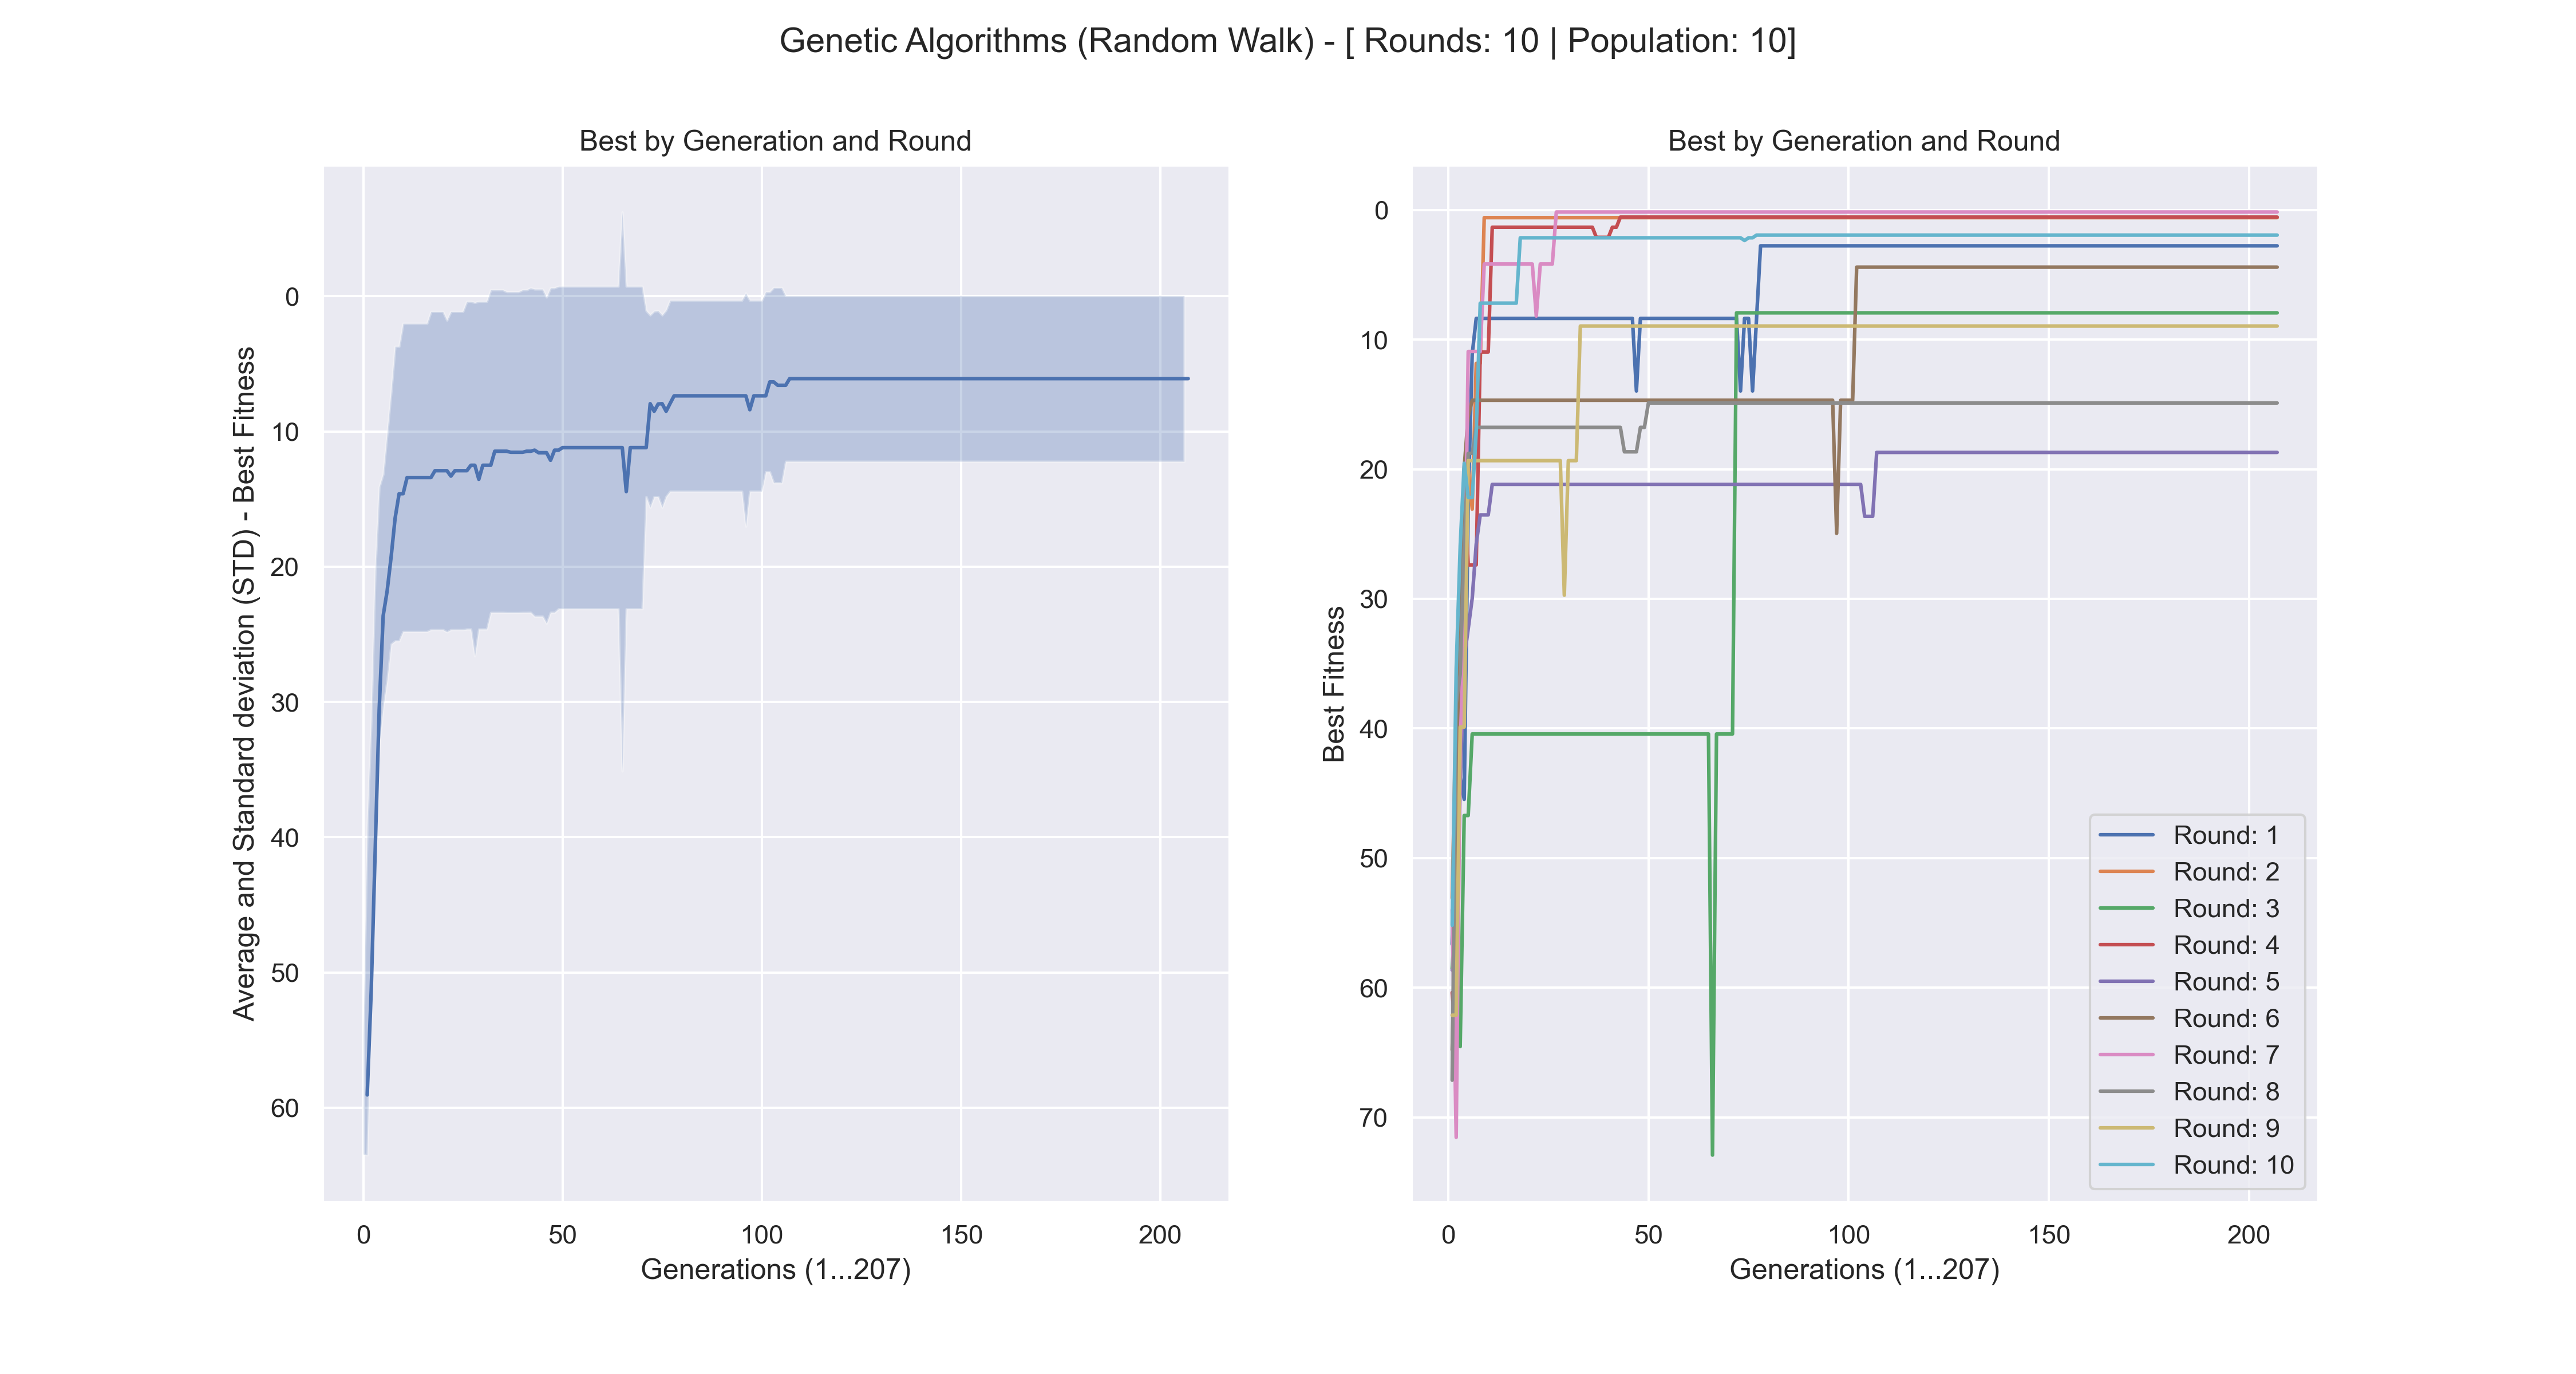 Genetic Algorithms (Random Walk) - [ Rounds: 10 | Population: 10]
Best by Generation and Round
Average and Standard deviation (STD) - Best Fitness
0
10
20
30
40
50
60
0
50
100
150
200
Generations (1...207)
Best by Generation and Round
Best Fitness
0
10
20
30
40
50
60
70
Round: 1
Round: 2
Round: 3
Round: 4
Round: 5
Round: 6
Round: 7
Round: 8
Round: 9
Round: 10
0
50
100
150
200
Generations (1...207)